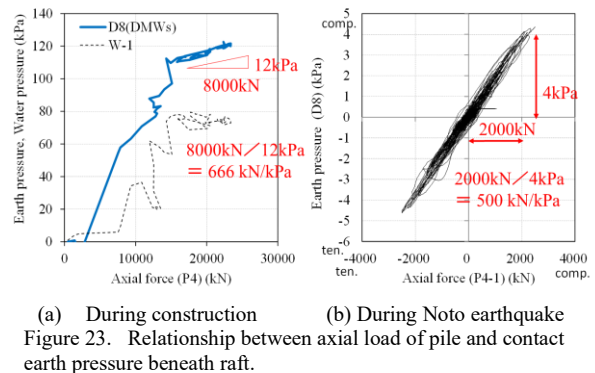 140
120
100
80
60
40
20
0
Earth pressure, Water pressure (kPa)
D8(DMWs)
W-1
12kPa
8000kN
8000kN／12kPa
＝ 666 kN/kPa
0 10000 20000 30000
Axial force (P4) (kN)
comp.
5
4
3
2
1
0
-1
-2
-3
-4
-5
-6
Earth pressure (D8) (kPa)
4kPa
2000kN
2000kN／4kPa
＝ 500 kN/kPa
ten.
-4000 -2000 0 2000 4000
ten.
Axial force (P4-1) (kN)
comp.
(a) During construction
(b) During Noto earthquake
Figure 23. Relationship between axial load of pile and contact
earth pressure beneath raft.